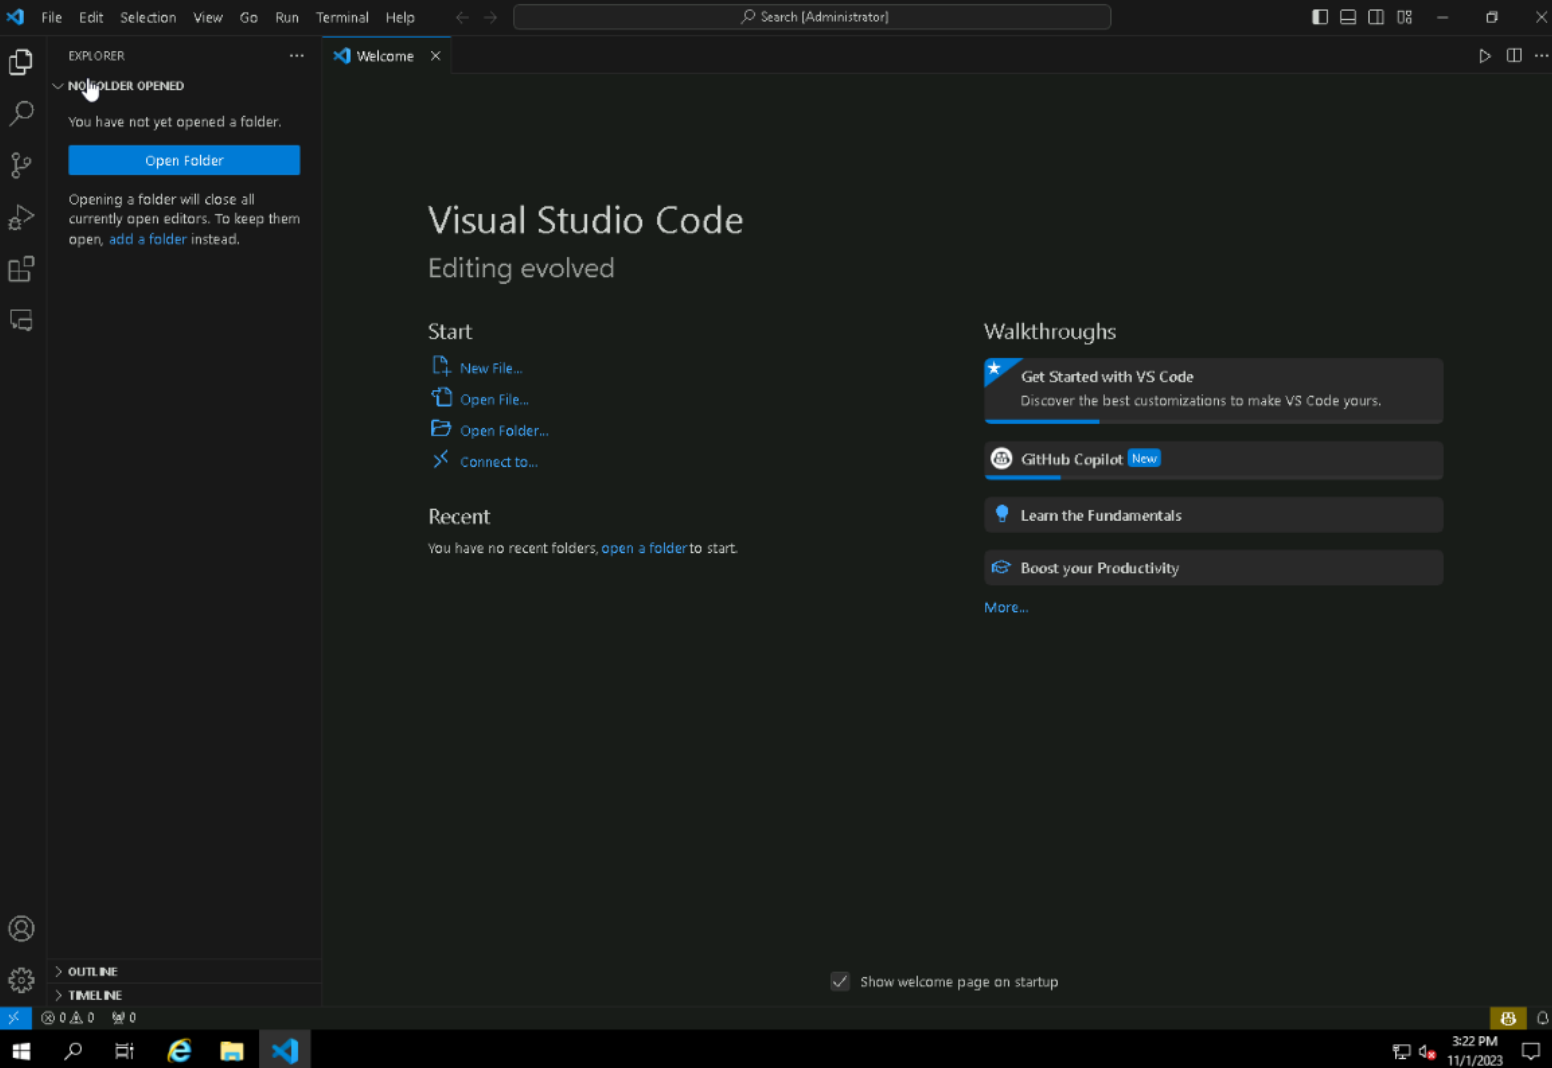 File Edit Selection View Go Run Terminal Help
Search [Administrator]
EXPLORER
Welcome
NO FOLDER OPENED
You have not yet opened a folder.
Open Folder
Opening a folder will close all
currently open editors. To keep them
open, add a folder instead.
Visual Studio Code
Editing evolved
Start
New File...
Open File...
Open Folder...
Connect to...
Recent
You have no recent folders, open a folder to start.
Walkthroughs
Get Started with VS Code
Discover the best customizations to make VS Code yours.
GitHub Copilot New
Learn the Fundamentals
Boost your Productivity
More...
Show welcome page on startup
OUTLINE
TIMELINE
0 0 0
3:22 PM
11/1/2023